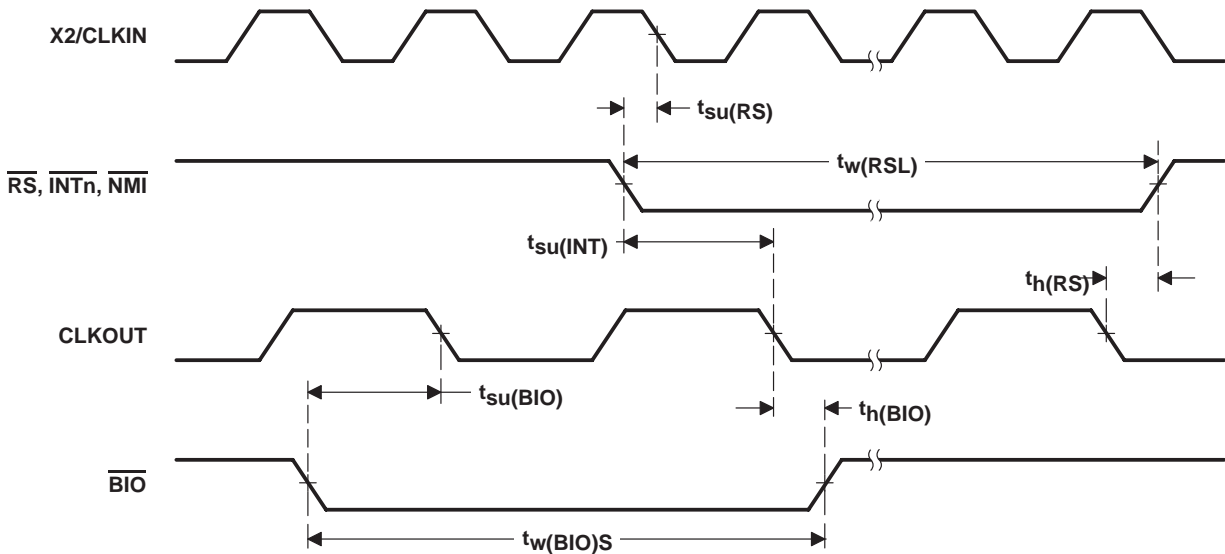 X2/CLKIN
tsu(RS)
tw(RSL)
RS, INTn, NMI
tsu(INT)
th(RS)
CLKOUT
tsu(BIO)
th(BIO)
BIO
tw(BIO)S